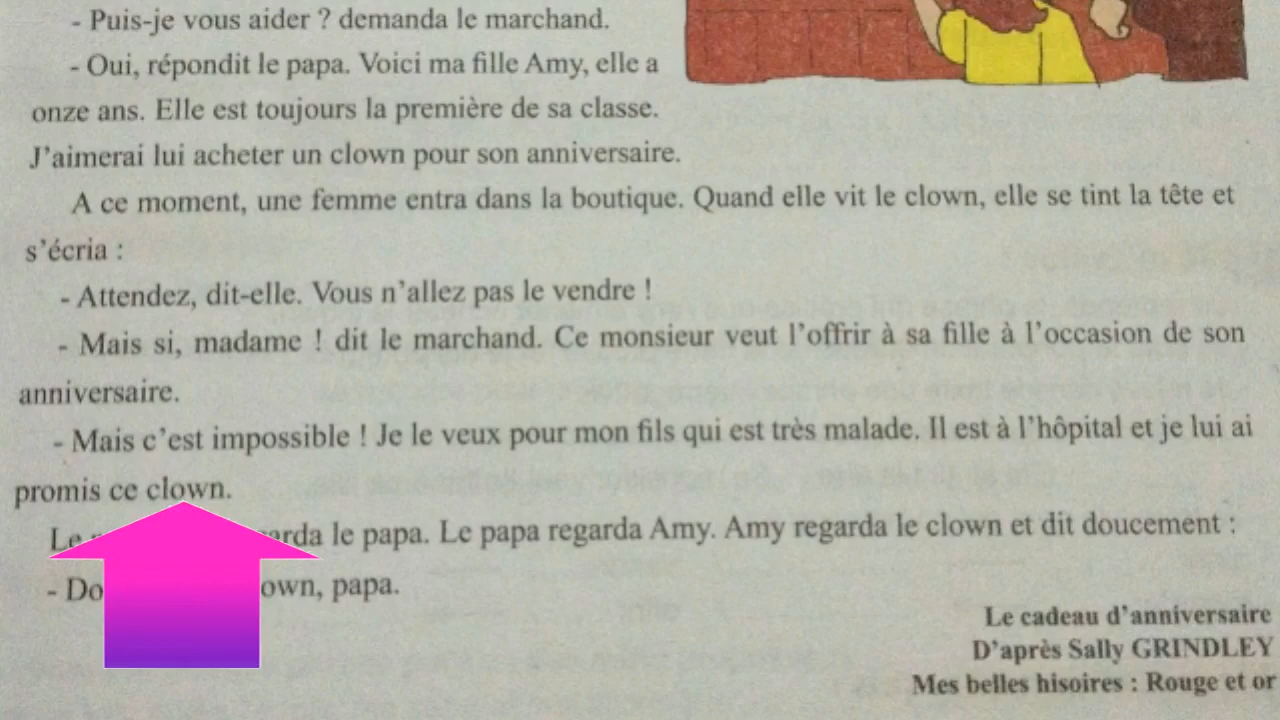 - Puis-je vous aider ? demanda le marchand.
- Oui, répondit le papa. Voici ma fille Amy, elle a
onze ans. Elle est toujours la première de sa classe.
J'aimerai lui acheter un clown pour son anniversaire.
A ce moment, une femme entra dans la boutique. Quand elle vit le clown, elle se tint la tête et
s'écria :
- Attendez, dit-elle. Vous n'allez pas le vendre !
- Mais si, madame ! dit le marchand. Ce monsieur veut l'offrir à sa fille à l'occasion de son
anniversaire.
- Mais c'est impossible ! Je le veux pour mon fils qui est très malade. Il est à l'hôpital et je lui ai
promis ce clown.
Le le papa. Le papa regarda Amy. Amy regarda le clown et dit doucement :
- papa.
Le cadeau d'anniversaire
D'après Sally GRINDLEY
Mes belles hisoires : Rouge et or